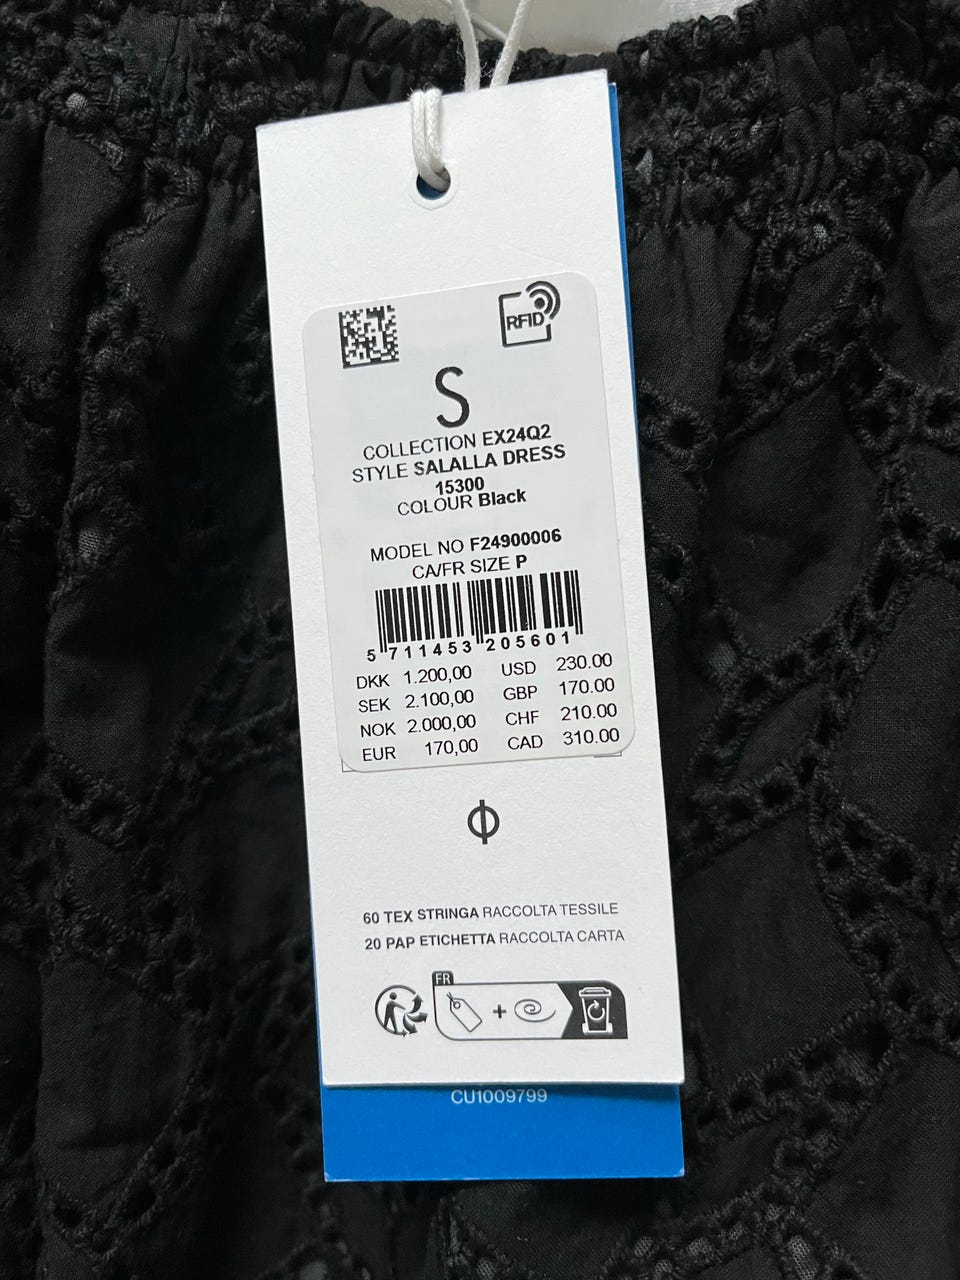 RFID
S
COLLECTION EX24Q2
STYLE SALALLA DRESS
15300
COLOUR Black
MODEL NO F24900006
CA/FR SIZE P
5 711453 205601
DKK 1.200,00 USD 230.00
SEK 2.100,00 GBP 170.00
NOK 2.000,00 CHF 210.00
EUR 170,00 CAD 310.00
60 TEX STRINGA RACCOLTA TESSILE
20 PAP ETICHETTA RACCOLTA CARTA
FR
+
CU1009799